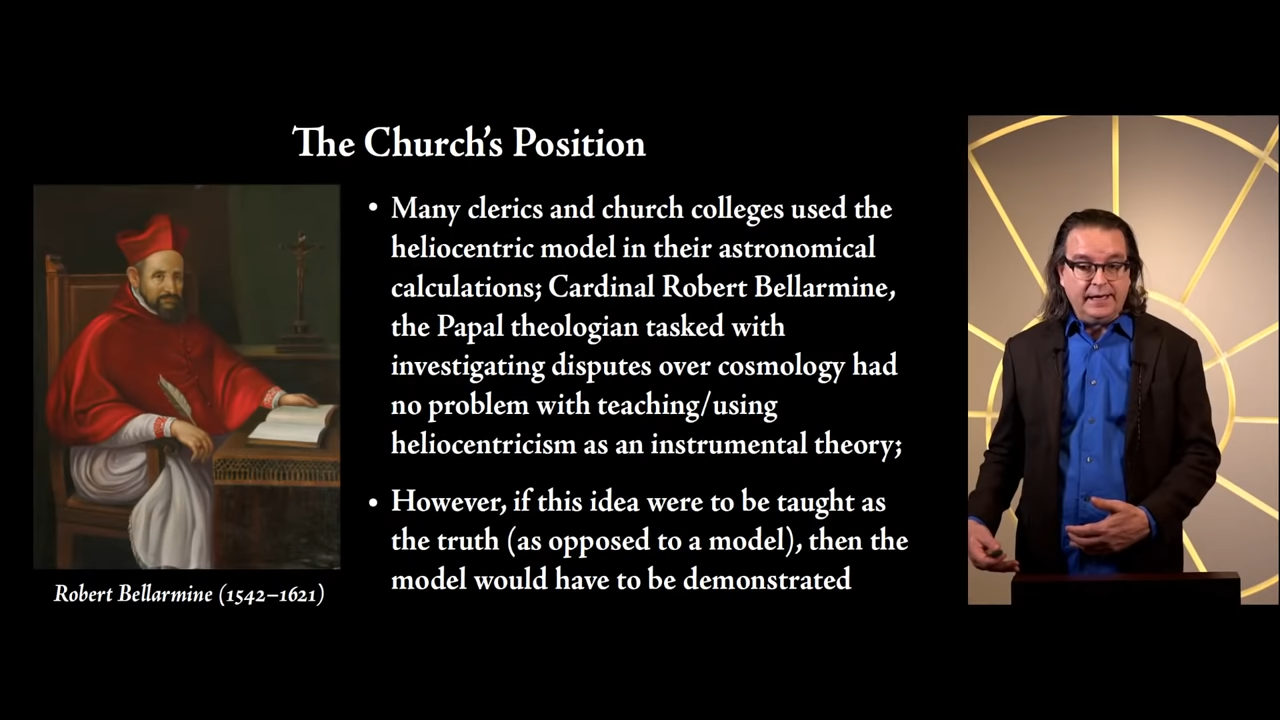 The Church's Position
• Many clerics and church colleges used the
heliocentric model in their astronomical
calculations; Cardinal Robert Bellarmine,
the Papal theologian tasked with
investigating disputes over cosmology had
no problem with teaching/using
heliocentricism as an instrumental theory;
• However, if this idea were to be taught as
the truth (as opposed to a model), then the
model would have to be demonstrated
Robert Bellarmine (1542–1621)